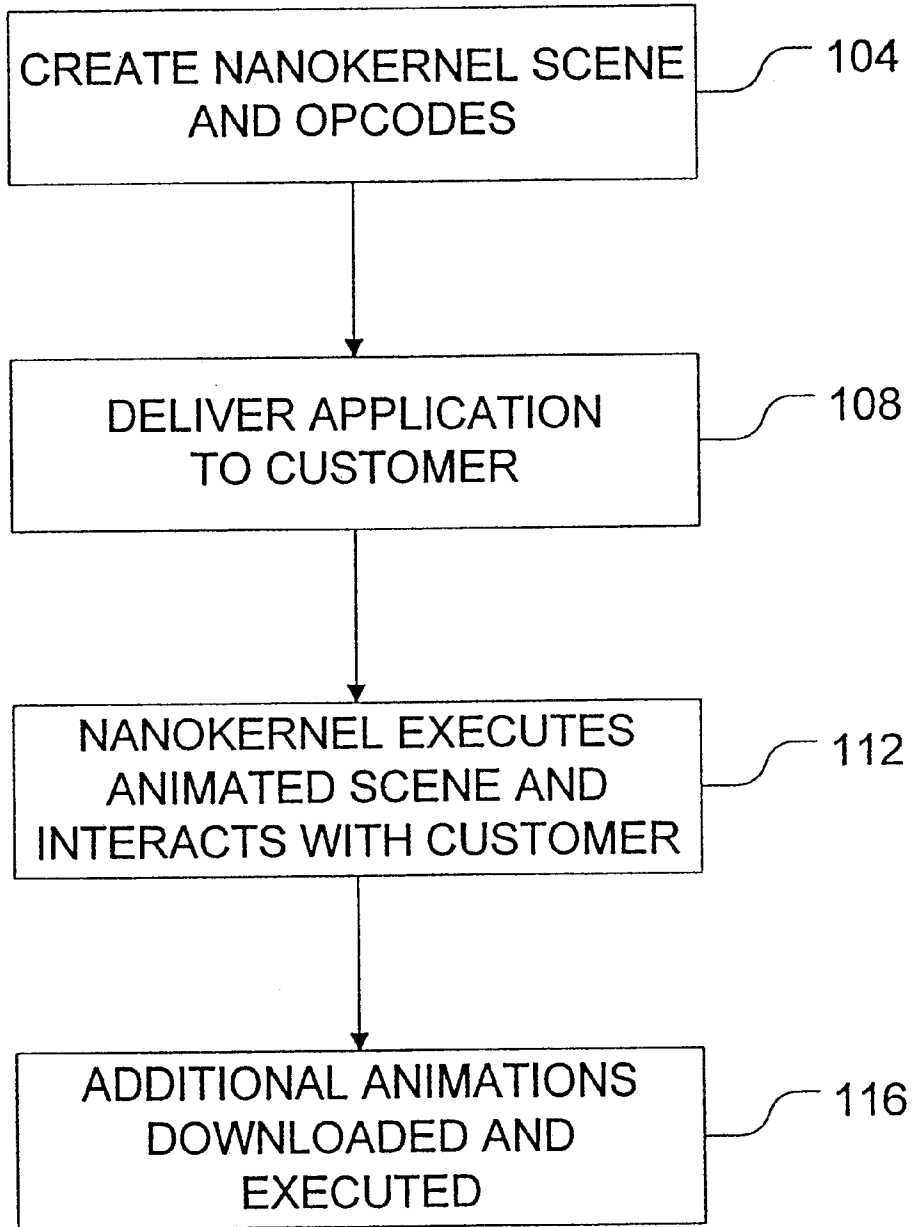 CREATE NANOKERNEL SCENE
AND OPCODES
104
DELIVER APPLICATION
TO CUSTOMER
108
NANOKERNEL EXECUTES
ANIMATED SCENE AND
INTERACTS WITH CUSTOMER
112
ADDITIONAL ANIMATIONS
DOWNLOADED AND
EXECUTED
116